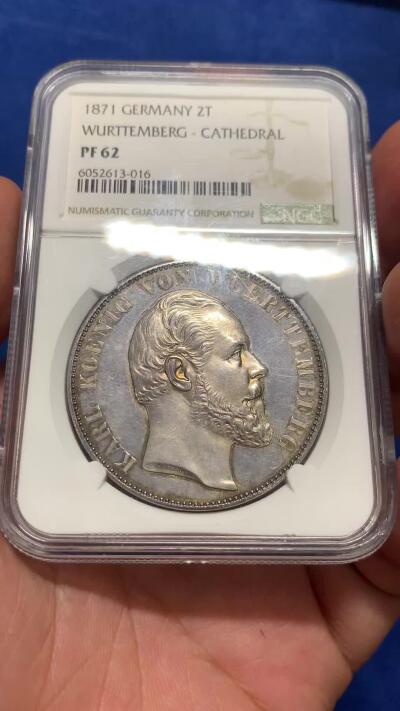 1871 GERMANY 2T
WURTTEMBERG - CATHEDRAL
PF 62
6052613-016
NUMISMATIC GUARANTY CORPORATION
NGC
KARL KOENIG VON WUERTTEMBERG